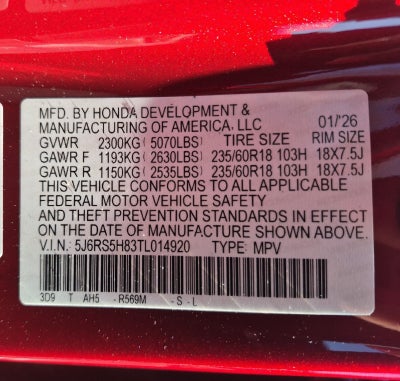 MFD. BY HONDA DEVELOPMENT &
MANUFACTURING OF AMERICA, LLC 01/'26
GVWR 2300KG( 5070LBS) TIRE SIZE RIM SIZE
GAWR F 1193KG (2630LBS) 235/60R18 103H 18X7.5J
GAWR R 1150KG( 2535LBS) 235/60R18 103H 18X7.5J
THIS VEHICLE CONFORMS TO ALL APPLICABLE
FEDERAL MOTOR VEHICLE SAFETY
AND THEFT PREVENTION STANDARDS IN EFFECT
ON THE DATE OF MANUFACTURE SHOWN ABOVE.
V.I.N.: 5J6RS5H83TL014920 TYPE: MPV
3D9 T AH5 - R569M - S - L